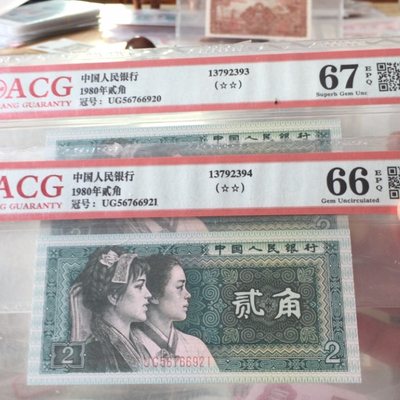 ACG
ANG GUARANTY
中国人民银行
1980年贰角
冠号: UG56766920
13792393
(☆☆)
67 EPQ
Superb Gem Unc
ACG
NG GUARANTY
中国人民银行
1980年贰角
冠号: UG56766921
13792394
(☆☆)
66 EPQ
Gem Uncirculated
中国人民银行
贰角
UG56766921
2
2